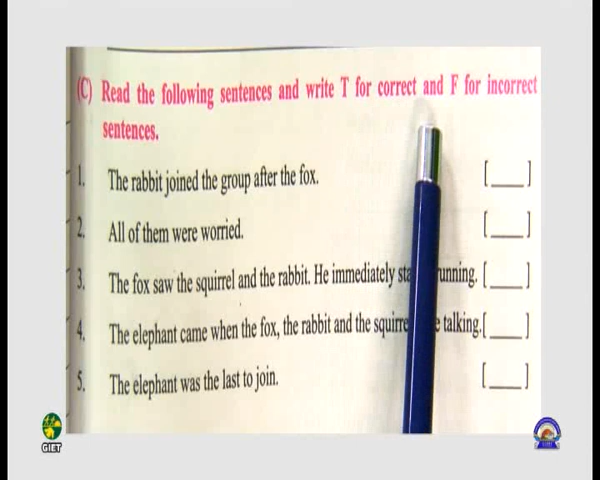 (C) Read the following sentences and write T for correct and F for incorrect
sentences.
1. The rabbit joined the group after the fox. [___]
2. All of them were worried. [___]
3. The fox saw the squirrel and the rabbit. He immediately sta unning. [___]
4. The elephant came when the fox, the rabbit and the squirre e talking. [___]
5. The elephant was the last to join. [___]
GIET